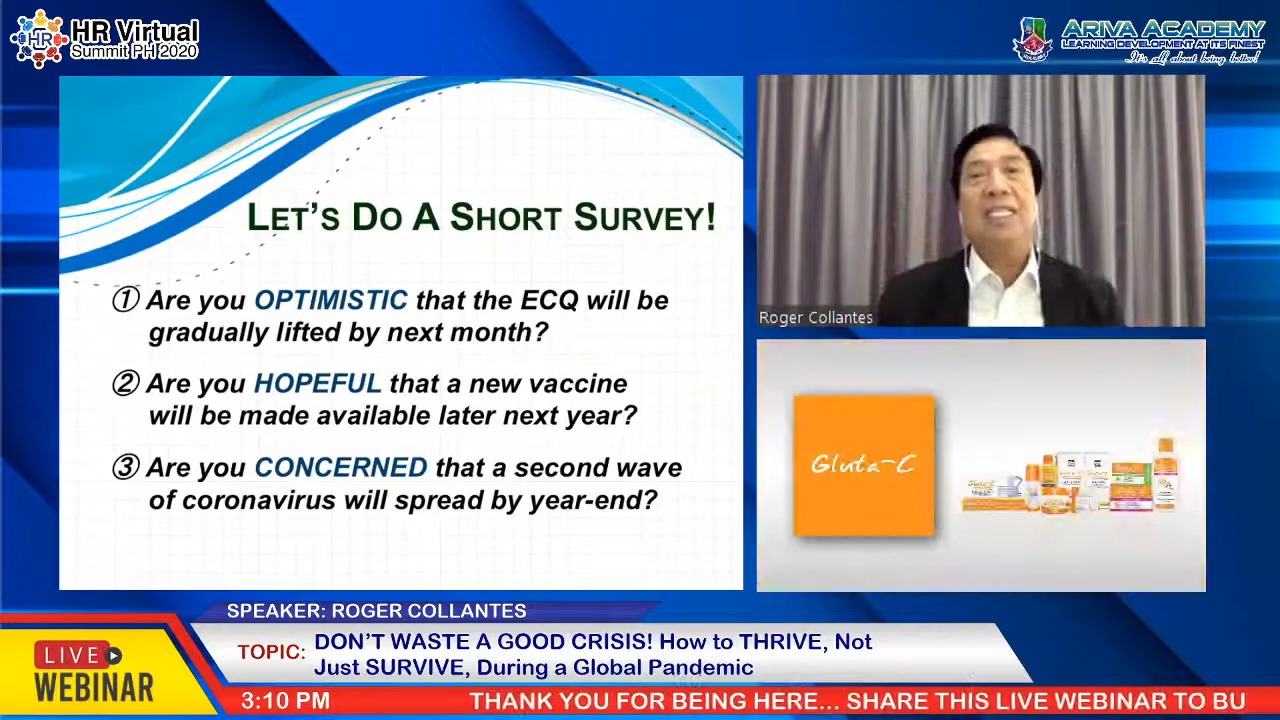 HR
HR Virtual
Summit PH 2020
ARIVA ACADEMY
LEARNING DEVELOPMENT AT ITS FINEST
It's all about being better!
LET'S DO A SHORT SURVEY!
① Are you OPTIMISTIC that the ECQ will be
gradually lifted by next month?
② Are you HOPEFUL that a new vaccine
will be made available later next year?
③ Are you CONCERNED that a second wave
of coronavirus will spread by year-end?
Roger Collantes
Gluta-C
SPEAKER: ROGER COLLANTES
TOPIC: DON'T WASTE A GOOD CRISIS! How to THRIVE, Not
Just SURVIVE, During a Global Pandemic
LIVE
WEBINAR
3:10 PM
THANK YOU FOR BEING HERE... SHARE THIS LIVE WEBINAR TO BU